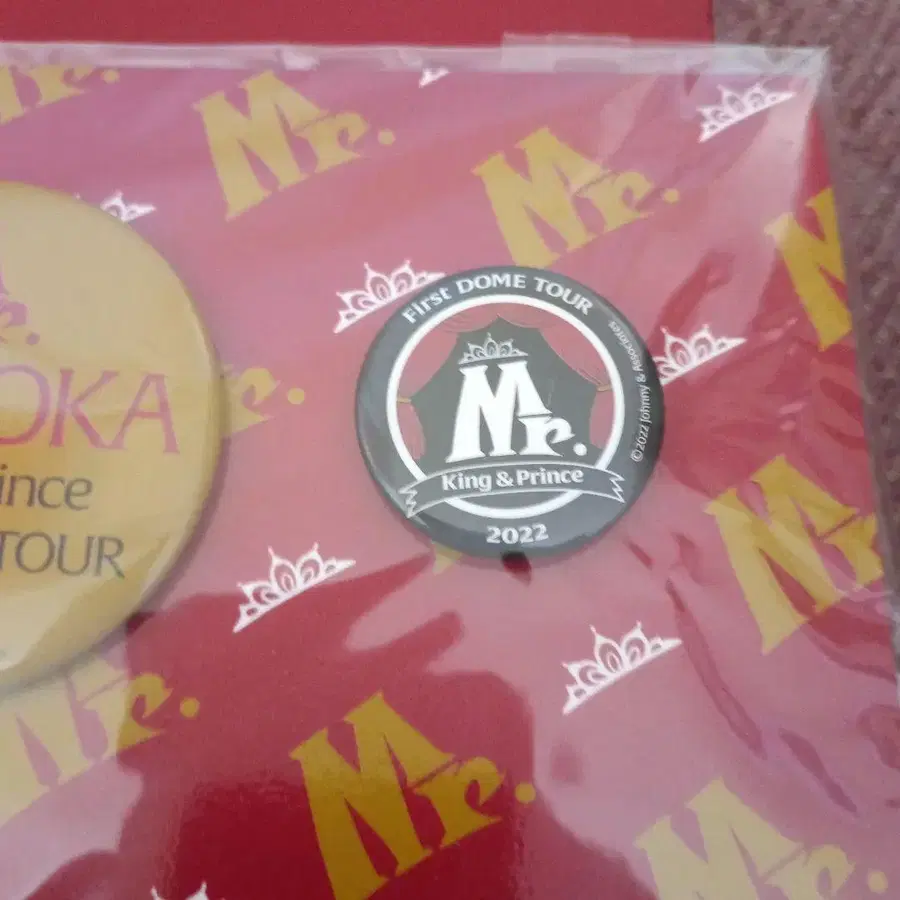 Mr.
Mr.
Mr.
OKA
ince
TOUR
First DOME TOUR
Mr.
King & Prince
2022
©2022 Johnny & Associates
Mr.
Mr.
Mr.
Mr.